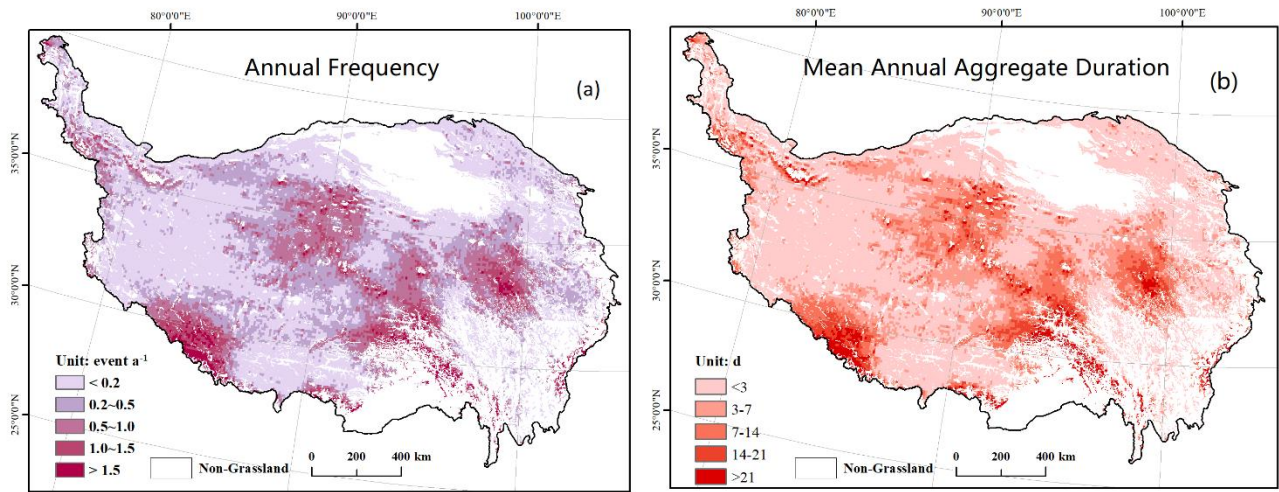 80°0'0"E 90°0'0"E 100°0'0"E
Annual Frequency
(a)
35°0'0"N
30°0'0"N
25°0'0"N
Unit: event a⁻¹
< 0.2
0.2~0.5
0.5~1.0
1.0~1.5
> 1.5
Non-Grassland
0 200 400 km
80°0'0"E 90°0'0"E 100°0'0"E
Mean Annual Aggregate Duration
(b)
35°0'0"N
30°0'0"N
25°0'0"N
Unit: d
<3
3-7
7-14
14-21
>21
Non-Grassland
0 200 400 km